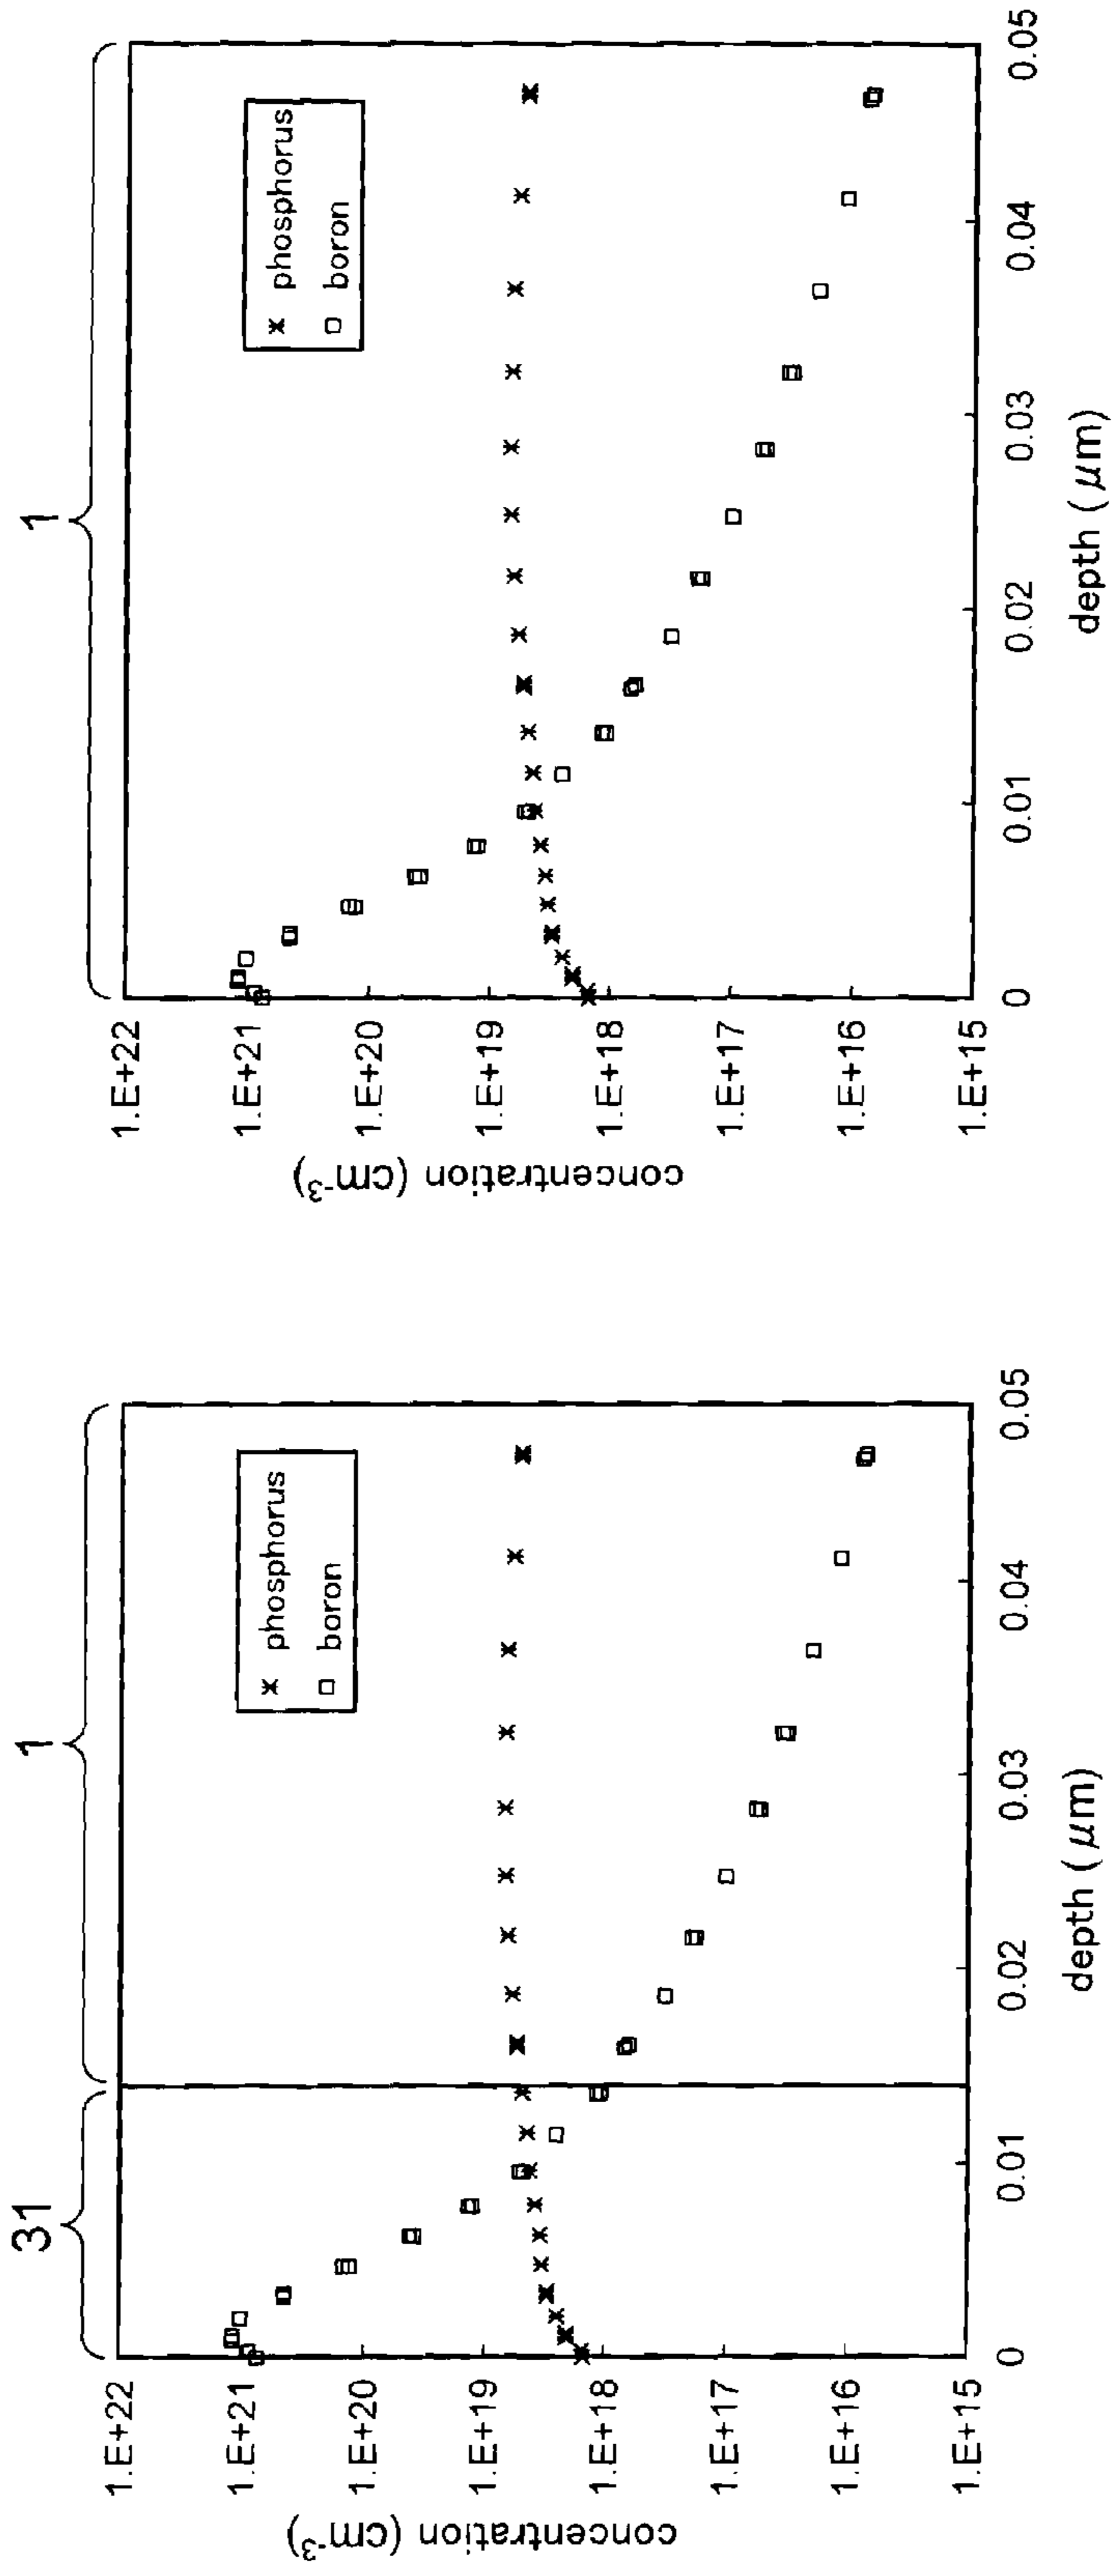 31
1
1.E+22
1.E+21
1.E+20
1.E+19
1.E+18
1.E+17
1.E+16
1.E+15
concentration (cm-3)
phosphorus
boron
0
0.01
0.02
0.03
0.04
0.05
depth (μm)
1
1.E+22
1.E+21
1.E+20
1.E+19
1.E+18
1.E+17
1.E+16
1.E+15
concentration (cm-3)
phosphorus
boron
0
0.01
0.02
0.03
0.04
0.05
depth (μm)